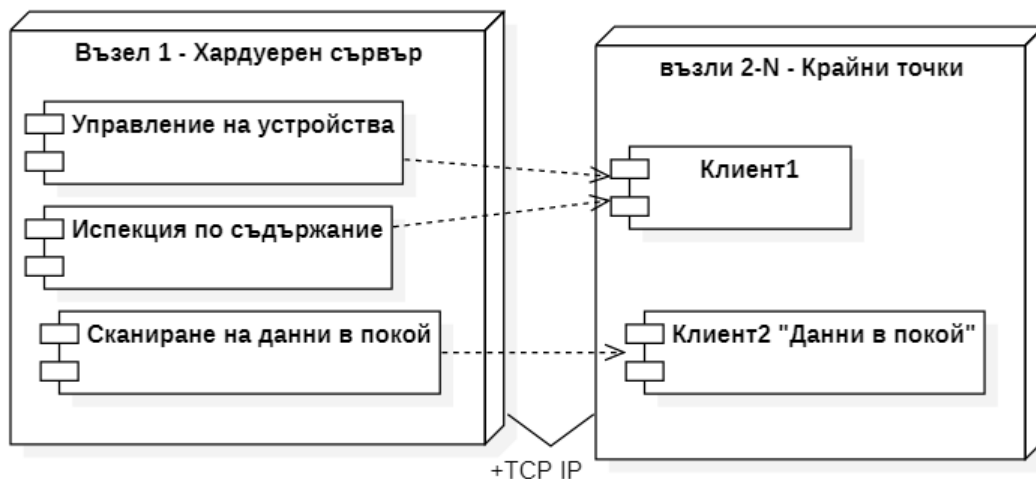 Възел 1 - Хардуерен сървър
Управление на устройства
Испекция по съдържание
Сканиране на данни в покой
възли 2-N - Крайни точки
Клиент1
Клиент2 "Данни в покой"
+TCP IP